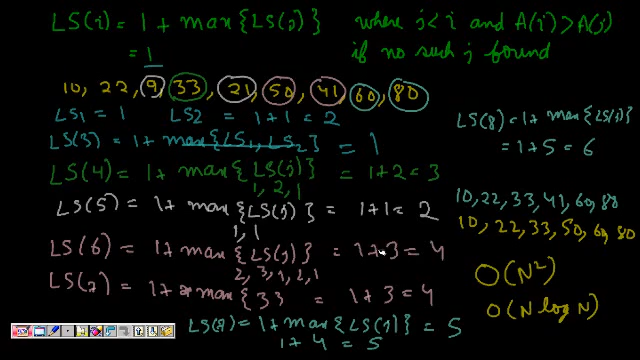 LS(i) = 1 + max{LS(j)} where j<i and A(i)>A(j)
= 1 if no such j found
10, 22, 9, 33, 21, 50, 41, 60, 80
LS1 = 1 LS2 = 1+1 = 2
LS(3) = 1+ max{LS1, LS2} = 1
LS(8) = 1+max{LS(j)}
= 1+5 = 6
LS(4) = 1+ max{LS(j)} = 1+2 = 3
1, 2, 1
LS(5) = 1+ max{LS(j)} = 1+1 = 2
1, 1
10, 22, 33, 41, 60, 80
10, 22, 33, 50, 60, 80
LS(6) = 1+ max{LS(j)} = 1+3 = 4
2, 3, 1, 2, 1
LS(7) = 1+ max{3} = 1+3 = 4
O(N²)
O(N log N)
LS(8) = 1+max{LS(j)} = 5
1+4 = 5